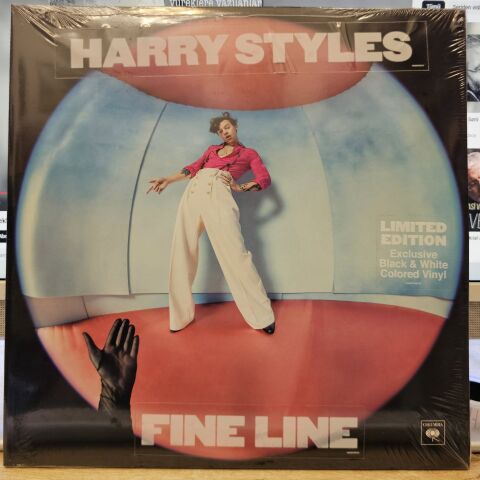 HARRY STYLES
LIMITED
EDITION
Exclusive
Black & White
Colored Vinyl
FINE LINE
COLUMBIA